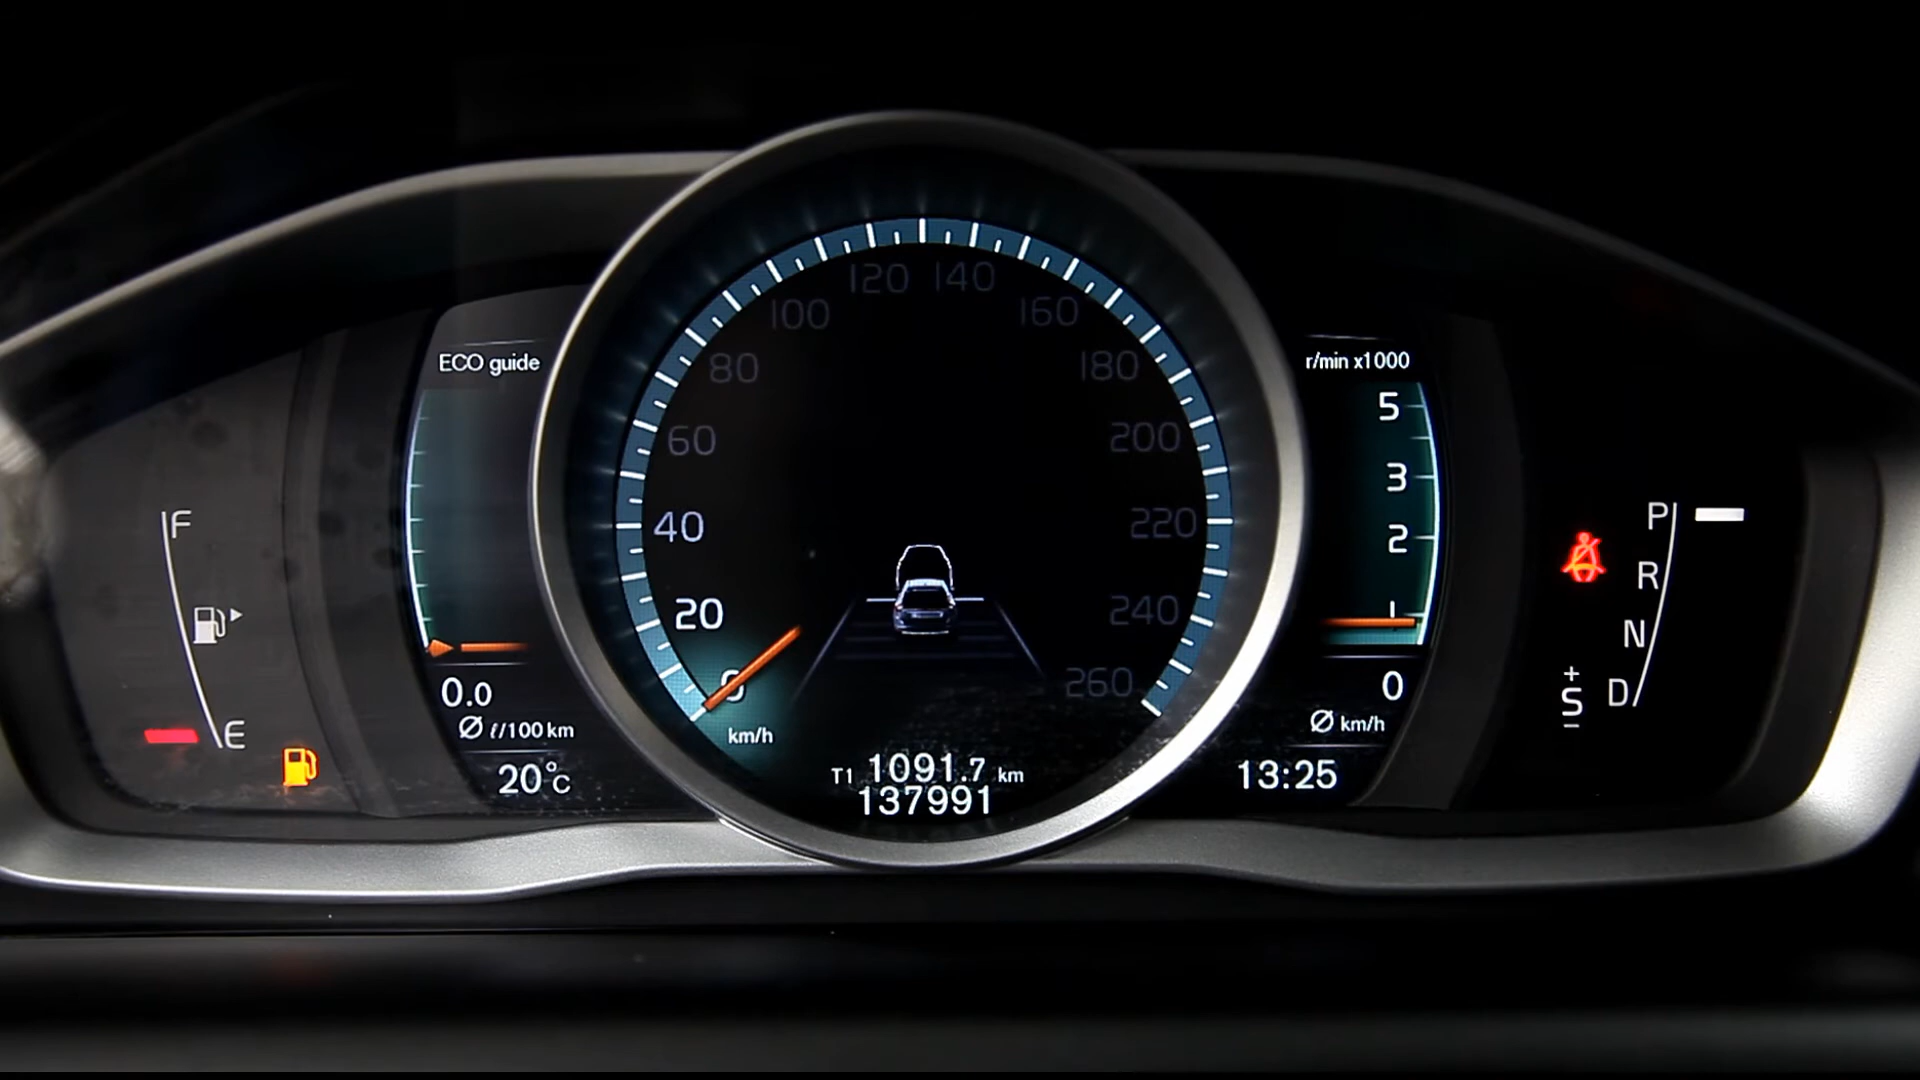 F
E
ECO guide
0.0
Ø ℓ/100 km
20°C
0
20
40
60
80
100
120
140
160
180
200
220
240
260
km/h
T1 1091.7 km
137991
r/min x1000
5
3
2
1
0
Ø km/h
13:25
P
R
N
D
+
S
−